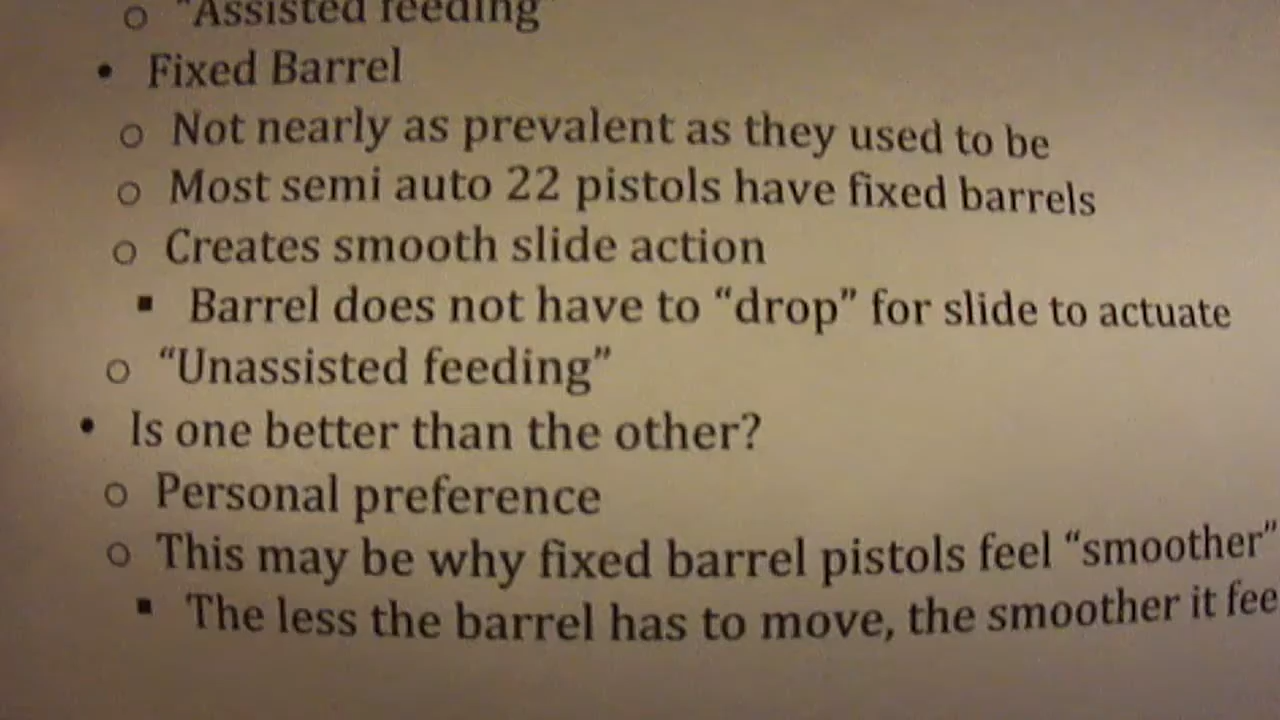 ○ "Assisted feeding"
• Fixed Barrel
○ Not nearly as prevalent as they used to be
○ Most semi auto 22 pistols have fixed barrels
○ Creates smooth slide action
▪ Barrel does not have to “drop” for slide to actuate
○ “Unassisted feeding”
• Is one better than the other?
○ Personal preference
○ This may be why fixed barrel pistols feel “smoother”
▪ The less the barrel has to move, the smoother it